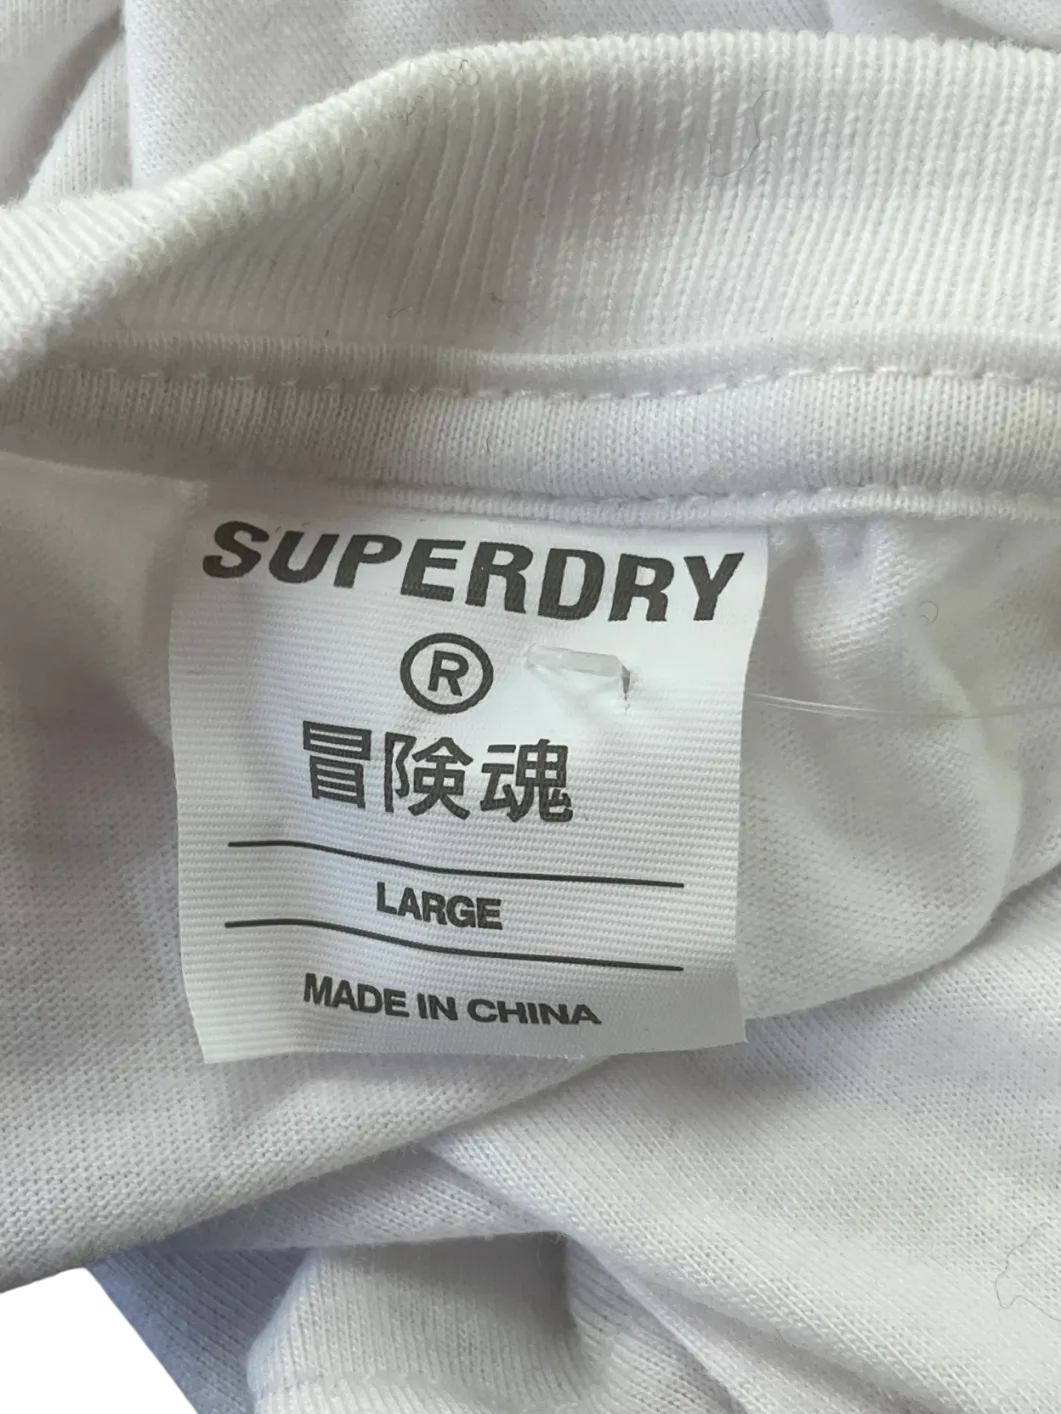 SUPERDRY
®
冒険魂
LARGE
MADE IN CHINA